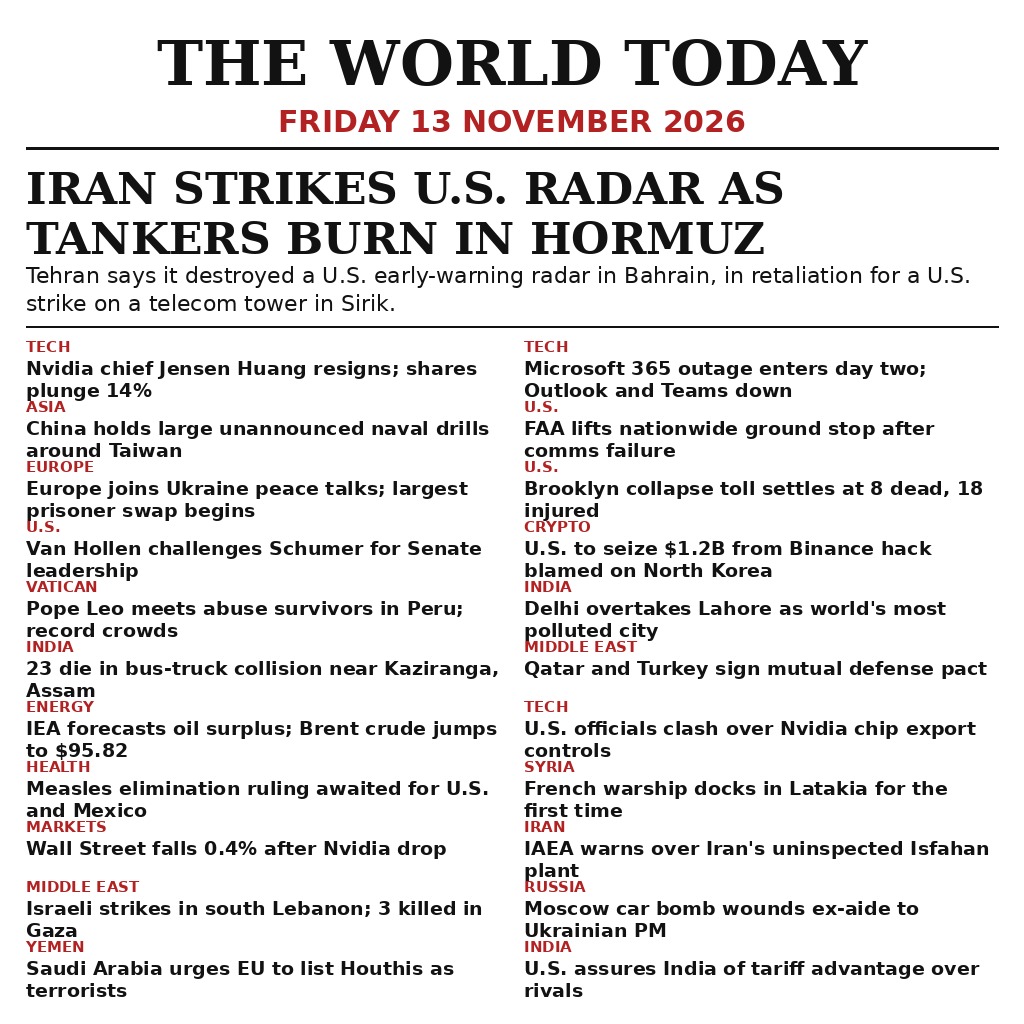 THE WORLD TODAY
FRIDAY 13 NOVEMBER 2026
IRAN STRIKES U.S. RADAR AS
TANKERS BURN IN HORMUZ
Tehran says it destroyed a U.S. early-warning radar in Bahrain, in retaliation for a U.S.
strike on a telecom tower in Sirik.
TECH
Nvidia chief Jensen Huang resigns; shares
plunge 14%
ASIA
China holds large unannounced naval drills
around Taiwan
EUROPE
Europe joins Ukraine peace talks; largest
prisoner swap begins
U.S.
Van Hollen challenges Schumer for Senate
leadership
VATICAN
Pope Leo meets abuse survivors in Peru;
record crowds
INDIA
23 die in bus-truck collision near Kaziranga,
Assam
ENERGY
IEA forecasts oil surplus; Brent crude jumps
to $95.82
HEALTH
Measles elimination ruling awaited for U.S.
and Mexico
MARKETS
Wall Street falls 0.4% after Nvidia drop
MIDDLE EAST
Israeli strikes in south Lebanon; 3 killed in
Gaza
YEMEN
Saudi Arabia urges EU to list Houthis as
terrorists
TECH
Microsoft 365 outage enters day two;
Outlook and Teams down
U.S.
FAA lifts nationwide ground stop after
comms failure
U.S.
Brooklyn collapse toll settles at 8 dead, 18
injured
CRYPTO
U.S. to seize $1.2B from Binance hack
blamed on North Korea
INDIA
Delhi overtakes Lahore as world's most
polluted city
MIDDLE EAST
Qatar and Turkey sign mutual defense pact
TECH
U.S. officials clash over Nvidia chip export
controls
SYRIA
French warship docks in Latakia for the
first time
IRAN
IAEA warns over Iran's uninspected Isfahan
plant
RUSSIA
Moscow car bomb wounds ex-aide to
Ukrainian PM
INDIA
U.S. assures India of tariff advantage over
rivals